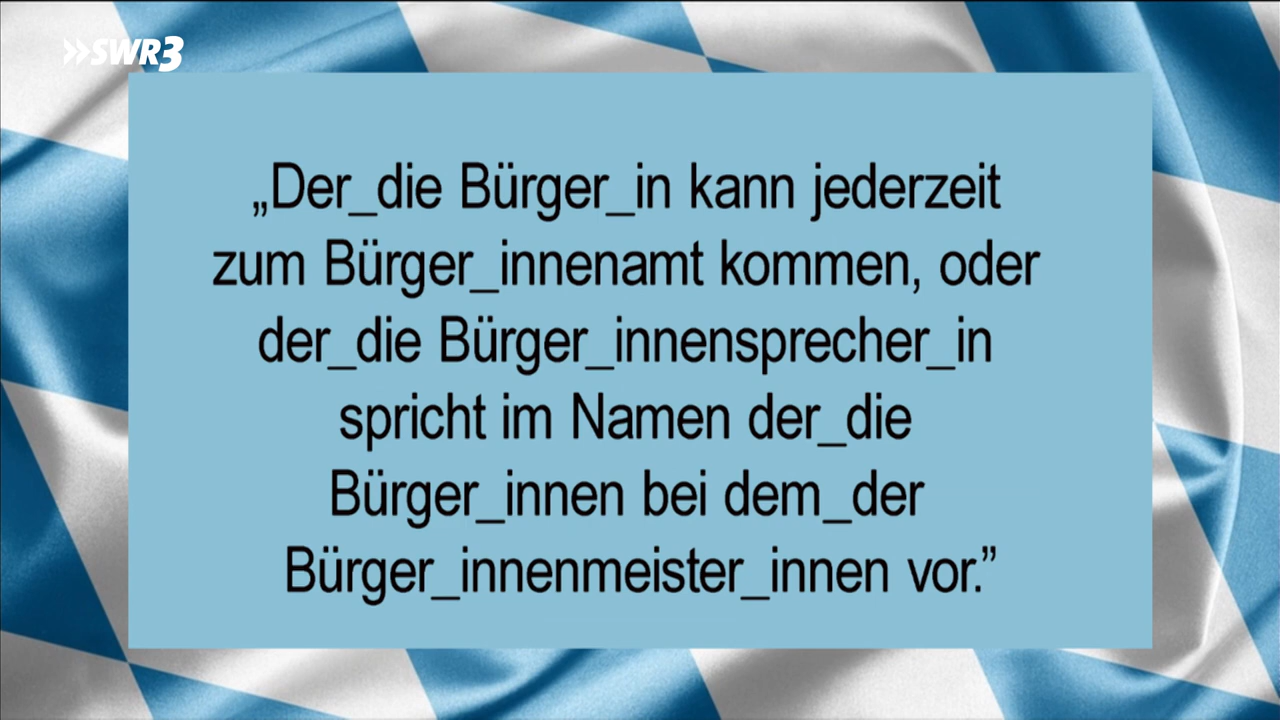 SWR3
„Der_die Bürger_in kann jederzeit
zum Bürger_innenamt kommen, oder
der_die Bürger_innensprecher_in
spricht im Namen der_die
Bürger_innen bei dem_der
Bürger_innenmeister_innen vor.”